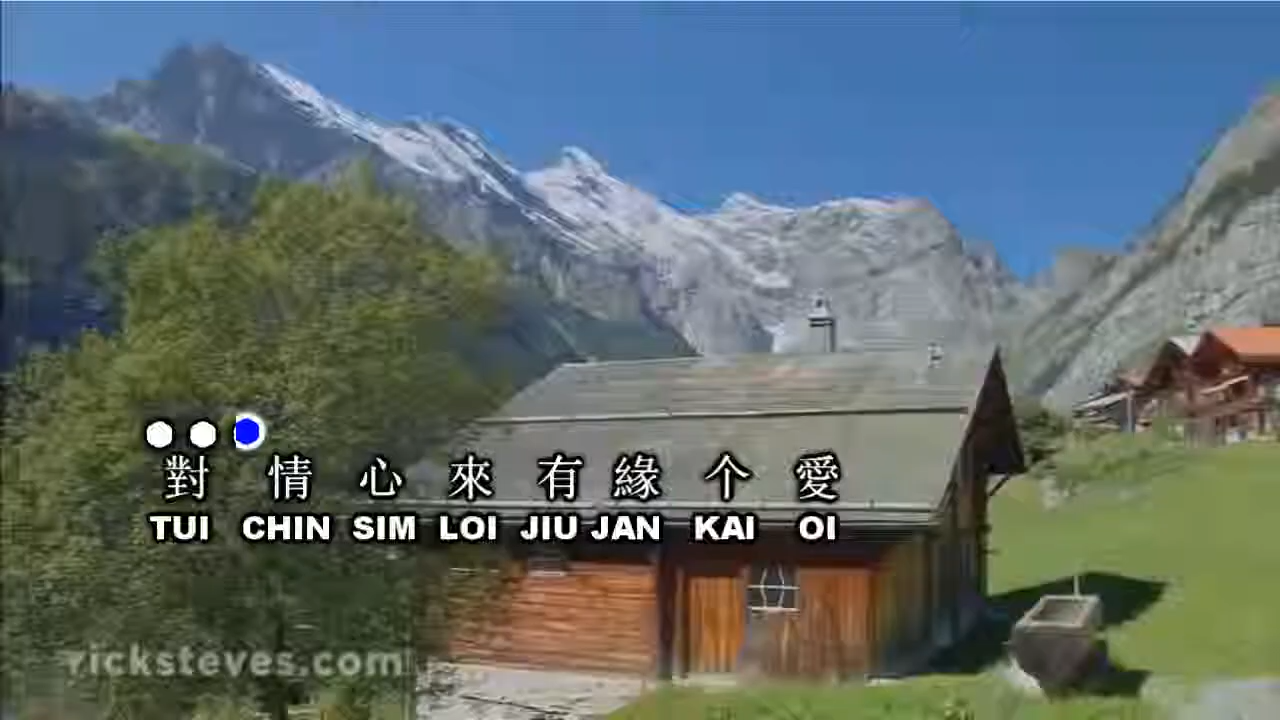 對 情 心 來 有 緣 个 愛
TUI CHIN SIM LOI JIU JAN KAI OI
ricksteves.com